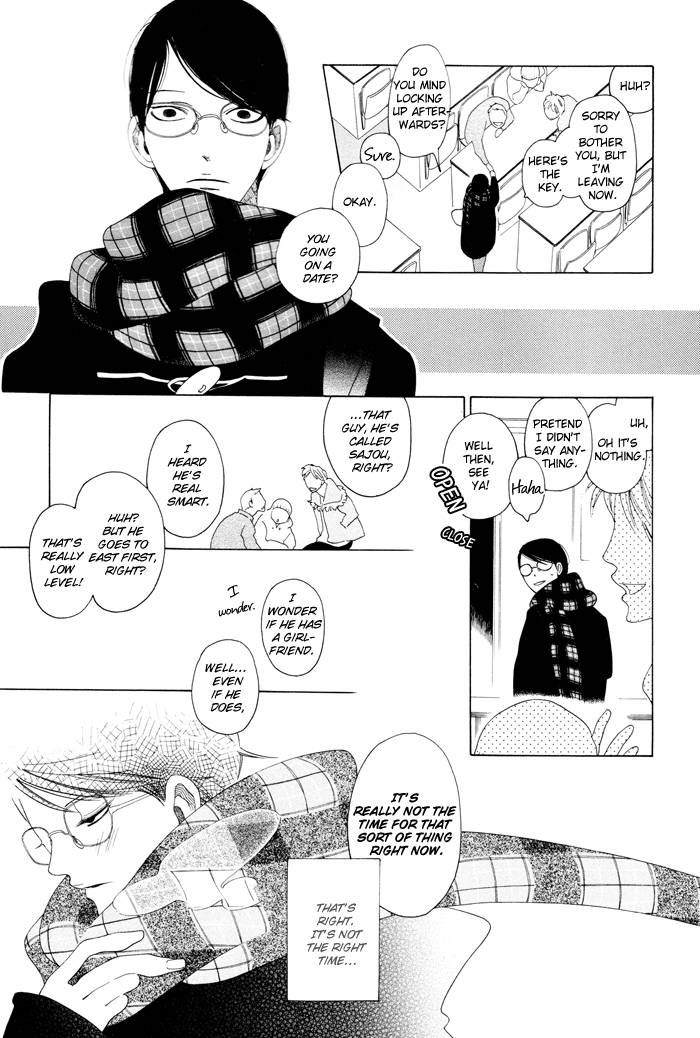 HUH?
SORRY
TO
BOTHER
YOU, BUT
I'M
LEAVING
NOW.
HERE'S
THE
KEY.
DO
YOU MIND
LOCKING
UP AFTER-
WARDS?
Sure.
OKAY.
YOU
GOING
ON A
DATE?
UH,
OH IT'S
NOTHING.
PRETEND
I DIDN'T
SAY ANY-
THING.
Haha
WELL
THEN,
SEE
YA!
OPEN
CLOSE
...THAT
GUY, HE'S
CALLED
SAJOU,
RIGHT?
I
HEARD
HE'S
REAL
SMART.
HUH?
BUT HE
GOES TO
EAST FIRST,
RIGHT?
THAT'S
REALLY
LOW
LEVEL!
I
WONDER
IF HE HAS
A GIRL-
FRIEND.
I
wonder.
WELL...
EVEN
IF HE
DOES,
IT'S
REALLY NOT THE
TIME FOR THAT
SORT OF THING
RIGHT NOW.
THAT'S
RIGHT.
IT'S NOT
THE RIGHT
TIME...